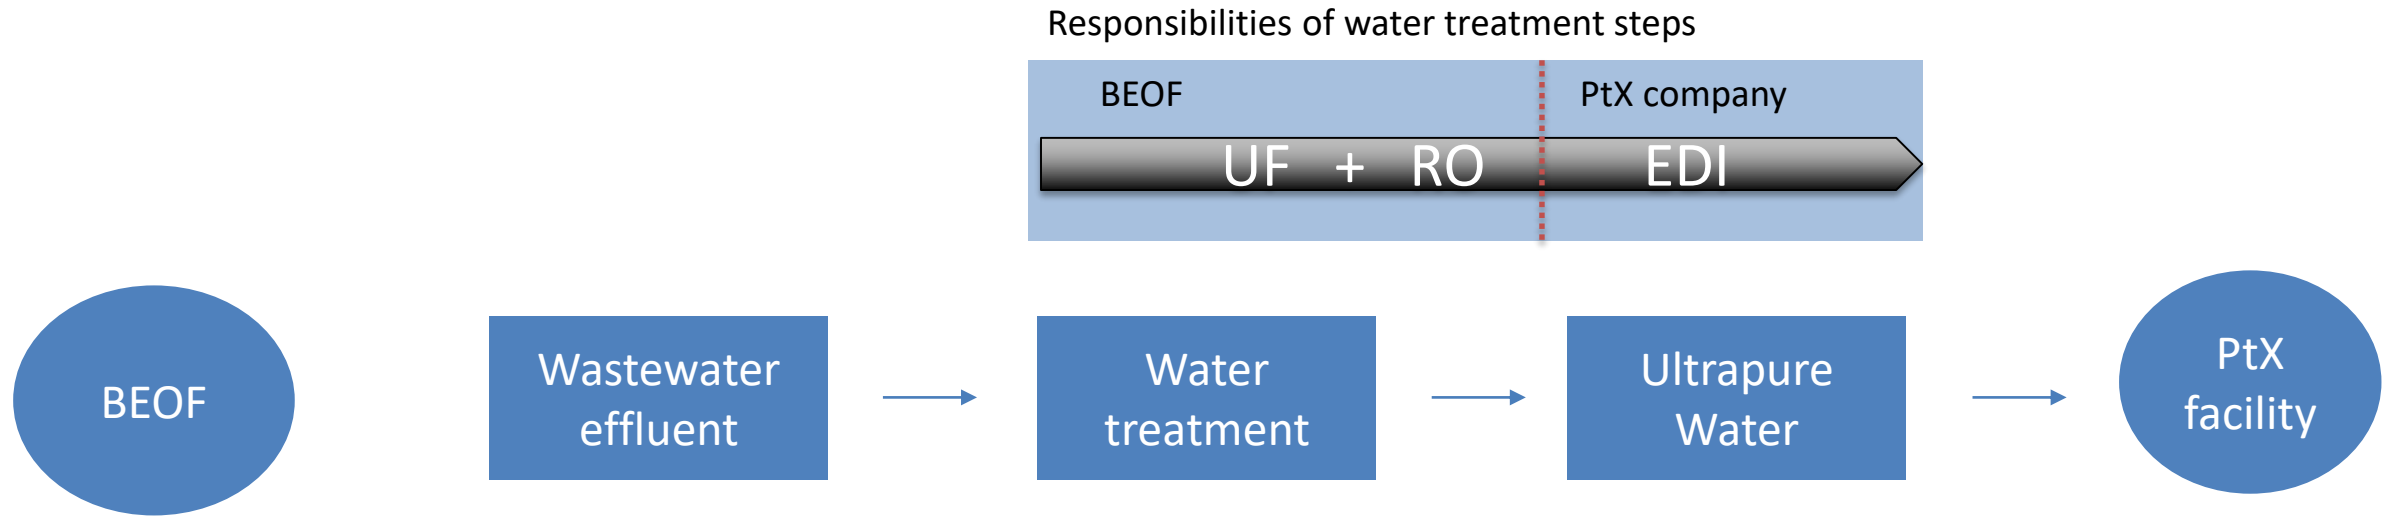 Responsibilities of water treatment steps
BEOF
PtX company
UF + RO
EDI
BEOF
Wastewater
effluent
Water
treatment
Ultrapure
Water
PtX
facility